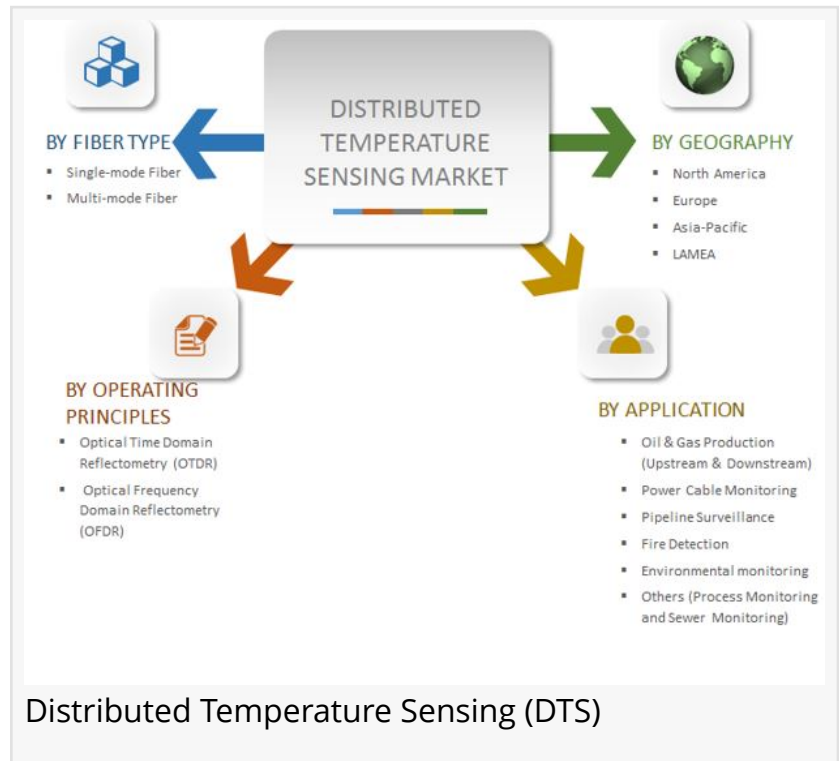 DISTRIBUTED
TEMPERATURE
SENSING MARKET
BY FIBER TYPE
▪ Single-mode Fiber
▪ Multi-mode Fiber
BY GEOGRAPHY
▪ North America
▪ Europe
▪ Asia-Pacific
▪ LAMEA
BY OPERATING
PRINCIPLES
▪ Optical Time Domain
Reflectometry (OTDR)
▪ Optical Frequency
Domain Reflectometry
(OFDR)
BY APPLICATION
▪ Oil & Gas Production
(Upstream & Downstream)
▪ Power Cable Monitoring
▪ Pipeline Surveillance
▪ Fire Detection
▪ Environmental monitoring
▪ Others (Process Monitoring
and Sewer Monitoring)
Distributed Temperature Sensing (DTS)